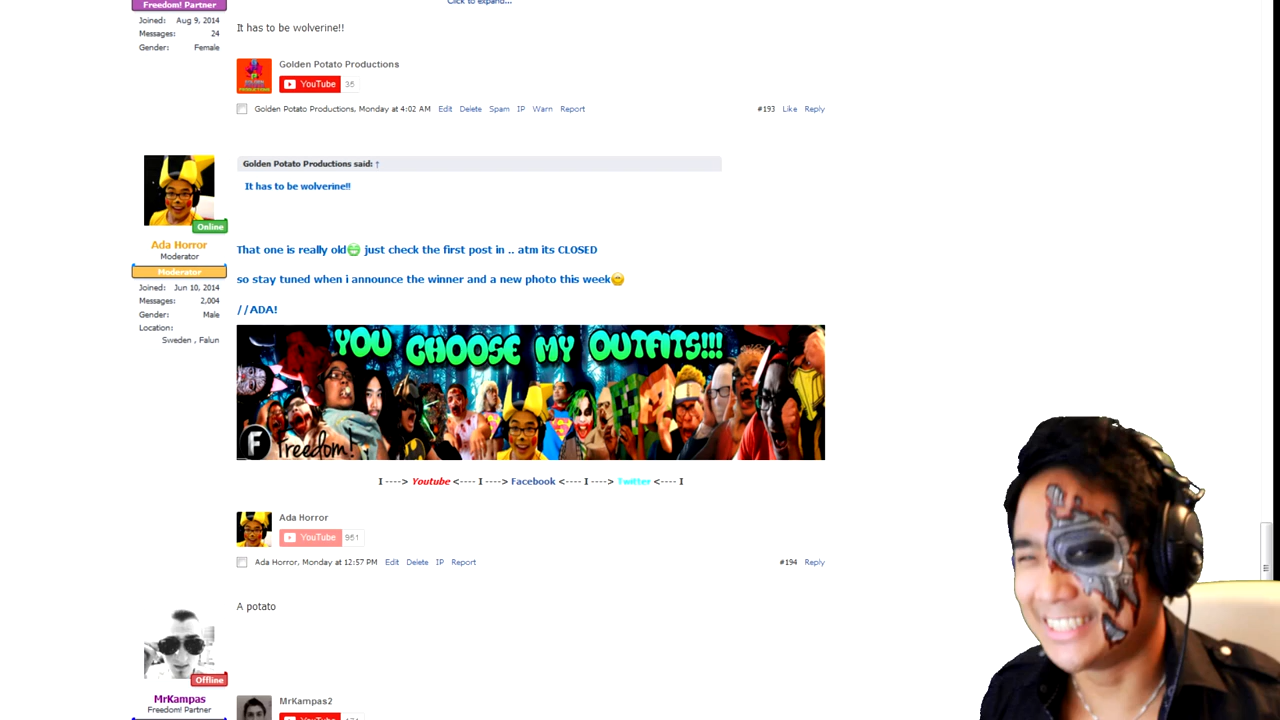 Freedom! Partner
Click to expand...
Joined: Aug 9, 2014
Messages: 24
Gender: Female
It has to be wolverine!!
Golden Potato Productions
YouTube 35
Golden Potato Productions, Monday at 4:02 AM Edit Delete Spam IP Warn Report #193 Like Reply
Golden Potato Productions said: ↑
It has to be wolverine!!
Online
Ada Horror
Moderator
Moderator
Joined: Jun 10, 2014
Messages: 2,004
Gender: Male
Location:
Sweden , Falun
That one is really old just check the first post in .. atm its CLOSED
so stay tuned when i announce the winner and a new photo this week
//ADA!
YOU CHOOSE MY OUTFITS!!!
F Freedom!
I ----> Youtube <---- I ----> Facebook <---- I ----> Twitter <---- I
Ada Horror
YouTube 951
Ada Horror, Monday at 12:57 PM Edit Delete IP Report #194 Reply
A potato
Offline
MrKampas
Freedom! Partner
MrKampas2
YouTube